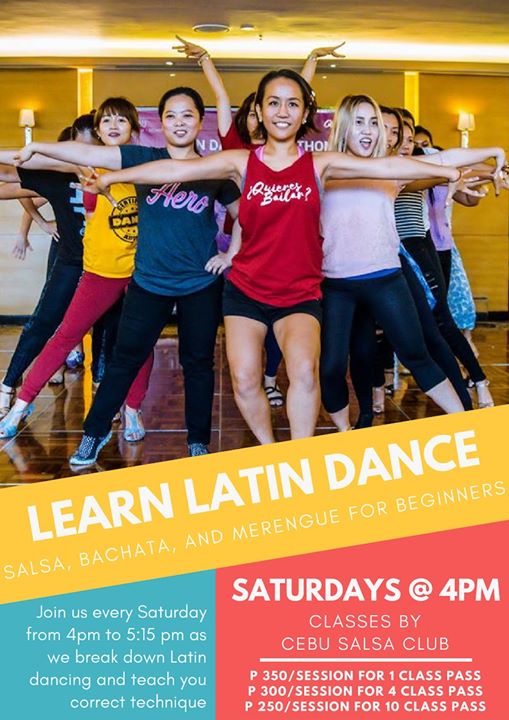 Hero
¿Quieres
Bailar?
DANCE
LEARN LATIN DANCE
SALSA, BACHATA, AND MERENGUE FOR BEGINNERS
Join us every Saturday
from 4pm to 5:15 pm as
we break down Latin
dancing and teach you
correct technique
SATURDAYS @ 4PM
CLASSES BY
CEBU SALSA CLUB
P 350/SESSION FOR 1 CLASS PASS
P 300/SESSION FOR 4 CLASS PASS
P 250/SESSION FOR 10 CLASS PASS